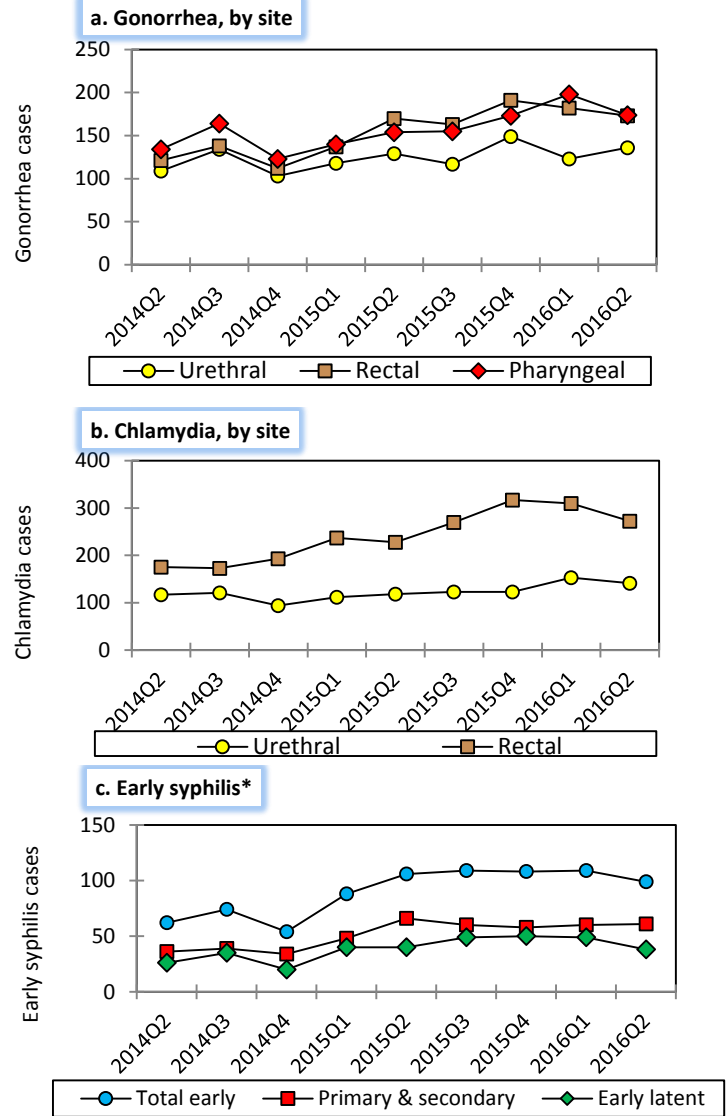 a. Gonorrhea, by site
250
200
150
100
50
0
Gonorrhea cases
2014Q2 2014Q3 2014Q4 2015Q1 2015Q2 2015Q3 2015Q4 2016Q1 2016Q2
Urethral Rectal Pharyngeal
b. Chlamydia, by site
400
300
200
100
0
Chlamydia cases
2014Q2 2014Q3 2014Q4 2015Q1 2015Q2 2015Q3 2015Q4 2016Q1 2016Q2
Urethral Rectal
c. Early syphilis*
150
100
50
0
Early syphilis cases
2014Q2 2014Q3 2014Q4 2015Q1 2015Q2 2015Q3 2015Q4 2016Q1 2016Q2
Total early Primary & secondary Early latent